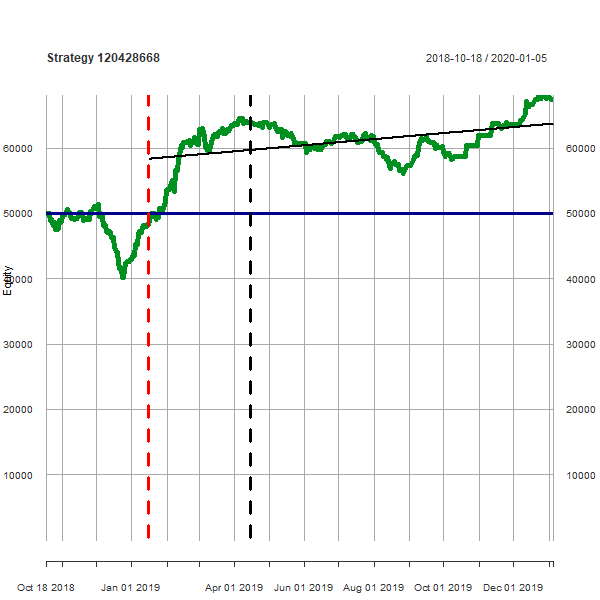 Strategy 120428668
2018-10-18 / 2020-01-05
60000
60000
50000
50000
Equity
40000
40000
30000
30000
20000
20000
10000
10000
Oct 18 2018
Jan 01 2019
Apr 01 2019
Jun 01 2019
Aug 01 2019
Oct 01 2019
Dec 01 2019